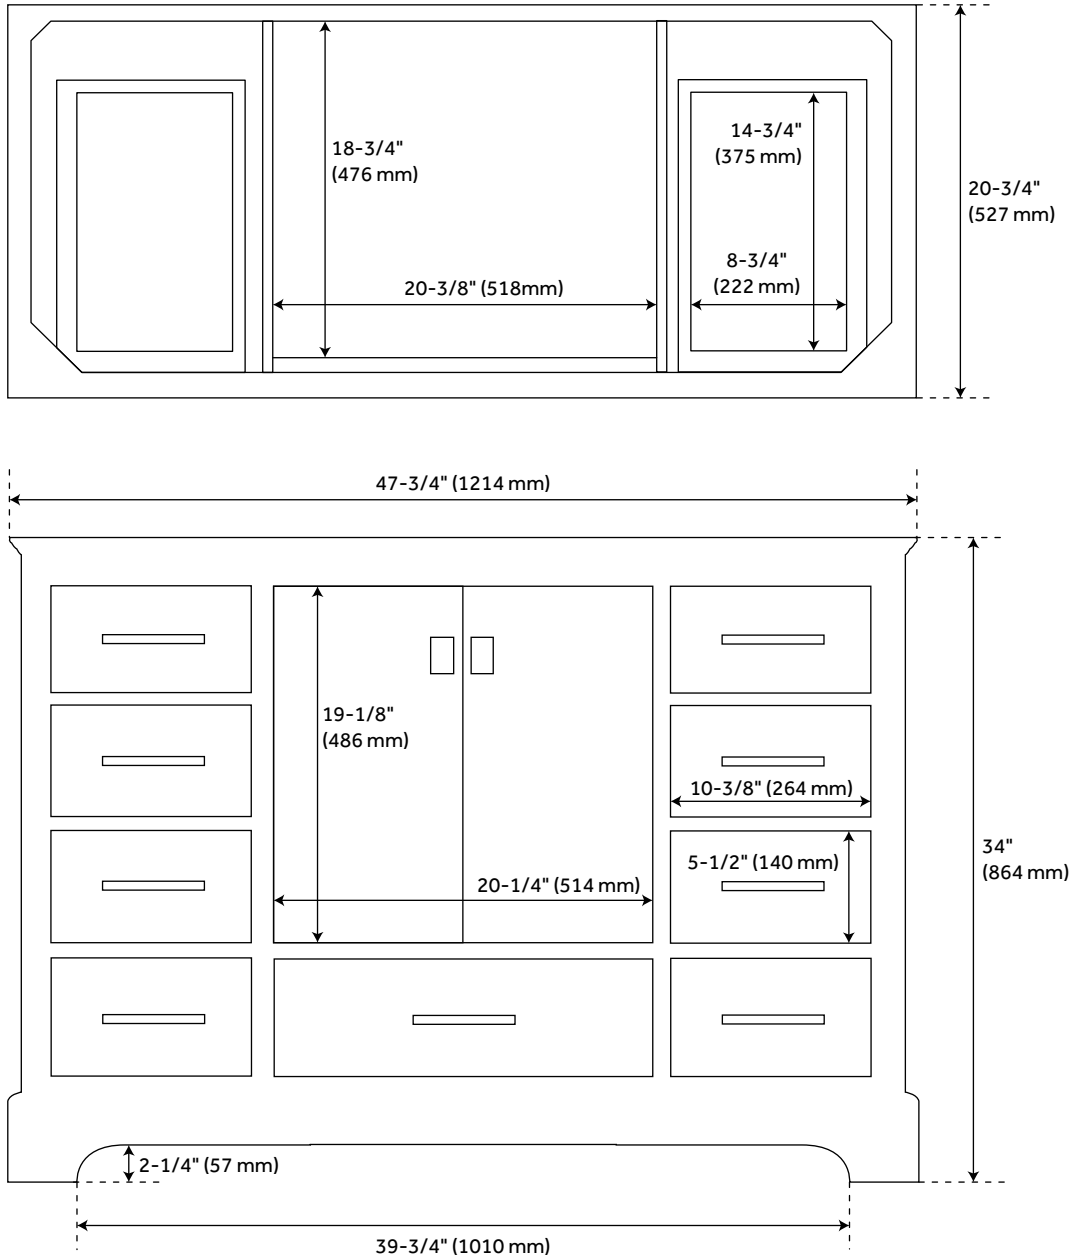 18-3/4"
(476 mm)
14-3/4"
(375 mm)
20-3/4"
(527 mm)
8-3/4"
(222 mm)
20-3/8" (518mm)
47-3/4" (1214 mm)
19-1/8"
(486 mm)
10-3/8" (264 mm)
34"
(864 mm)
5-1/2" (140 mm)
20-1/4" (514 mm)
2-1/4" (57 mm)
39-3/4" (1010 mm)